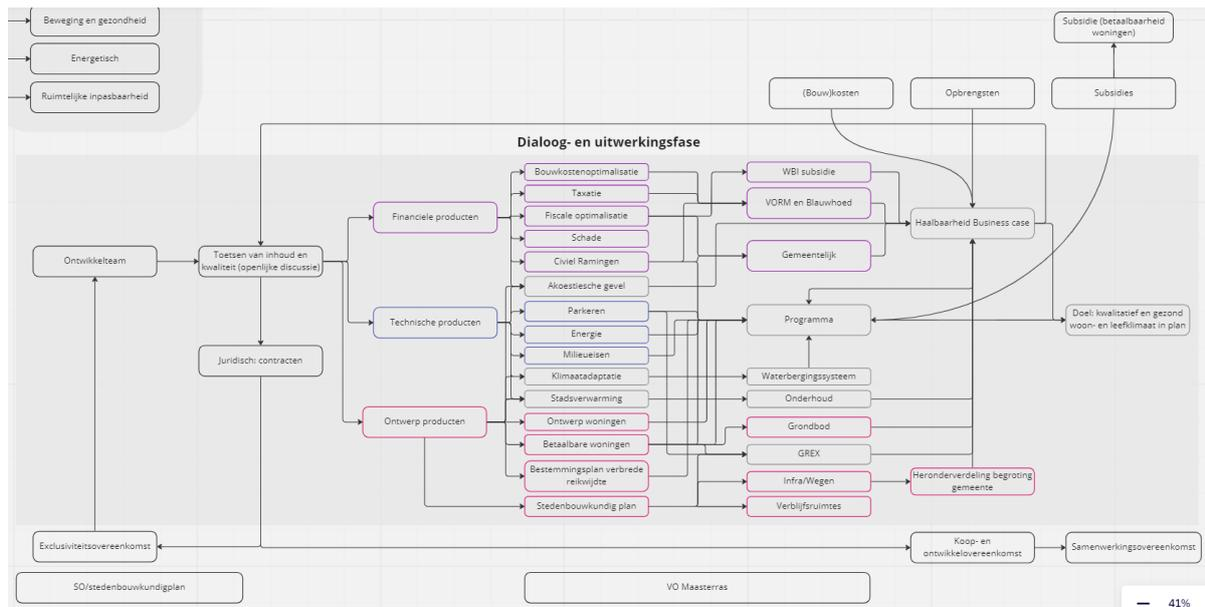 Beweging en gezondheid
Energetisch
Ruimtelijke inpasbaarheid
Subsidie (betaalbaarheid
woningen)
(Bouw)kosten
Opbrengsten
Subsidies
Dialoog- en uitwerkingsfase
Ontwikkelteam
Toetsen van inhoud en
kwaliteit (openlijke discussie)
Juridisch: contracten
Financiele producten
Technische producten
Ontwerp producten
Bouwkostenoptimalisatie
Taxatie
Fiscale optimalisatie
Schade
Civiel Ramingen
Akoestiesche gevel
Parkeren
Energie
Milieueisen
Klimaatadaptatie
Stadsverwarming
Ontwerp woningen
Betaalbare woningen
Bestemmingsplan verbrede
reikwijdte
Stedenbouwkundig plan
WBI subsidie
VORM en Blauwhoed
Gemeentelijk
Programma
Waterbergingssysteem
Onderhoud
Grondbod
GREX
Infra/Wegen
Verblijfsruimtes
Haalbaarheid Business case
Heronderverdeling begroting
gemeente
Doel: kwalitatief en gezond
woon- en leefklimaat in plan
Exclusiviteitsovereenkomst
Koop- en
ontwikkelovereenkomst
Samenwerkingsovereenkomst
SO/stedenbouwkundigplan
VO Maasterras
41%